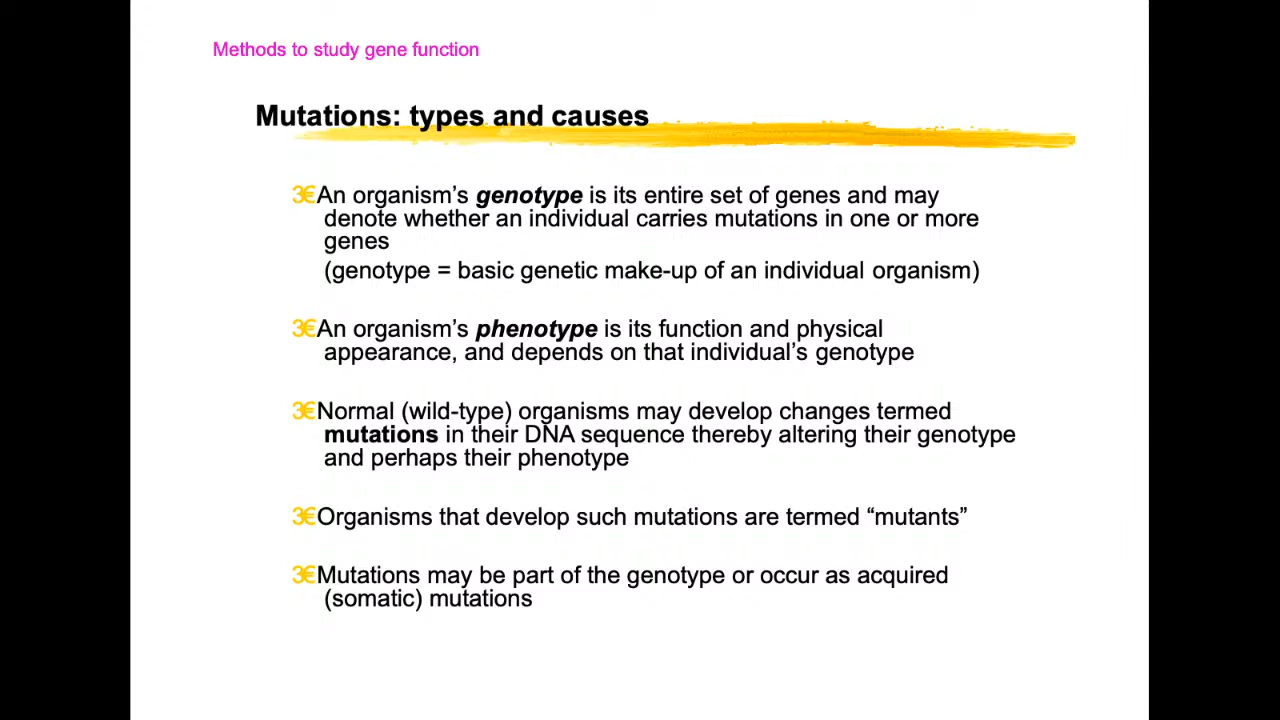 Methods to study gene function
Mutations: types and causes
3€An organism’s genotype is its entire set of genes and may
denote whether an individual carries mutations in one or more
genes
(genotype = basic genetic make-up of an individual organism)
3€An organism’s phenotype is its function and physical
appearance, and depends on that individual’s genotype
3€Normal (wild-type) organisms may develop changes termed
mutations in their DNA sequence thereby altering their genotype
and perhaps their phenotype
3€Organisms that develop such mutations are termed “mutants”
3€Mutations may be part of the genotype or occur as acquired
(somatic) mutations